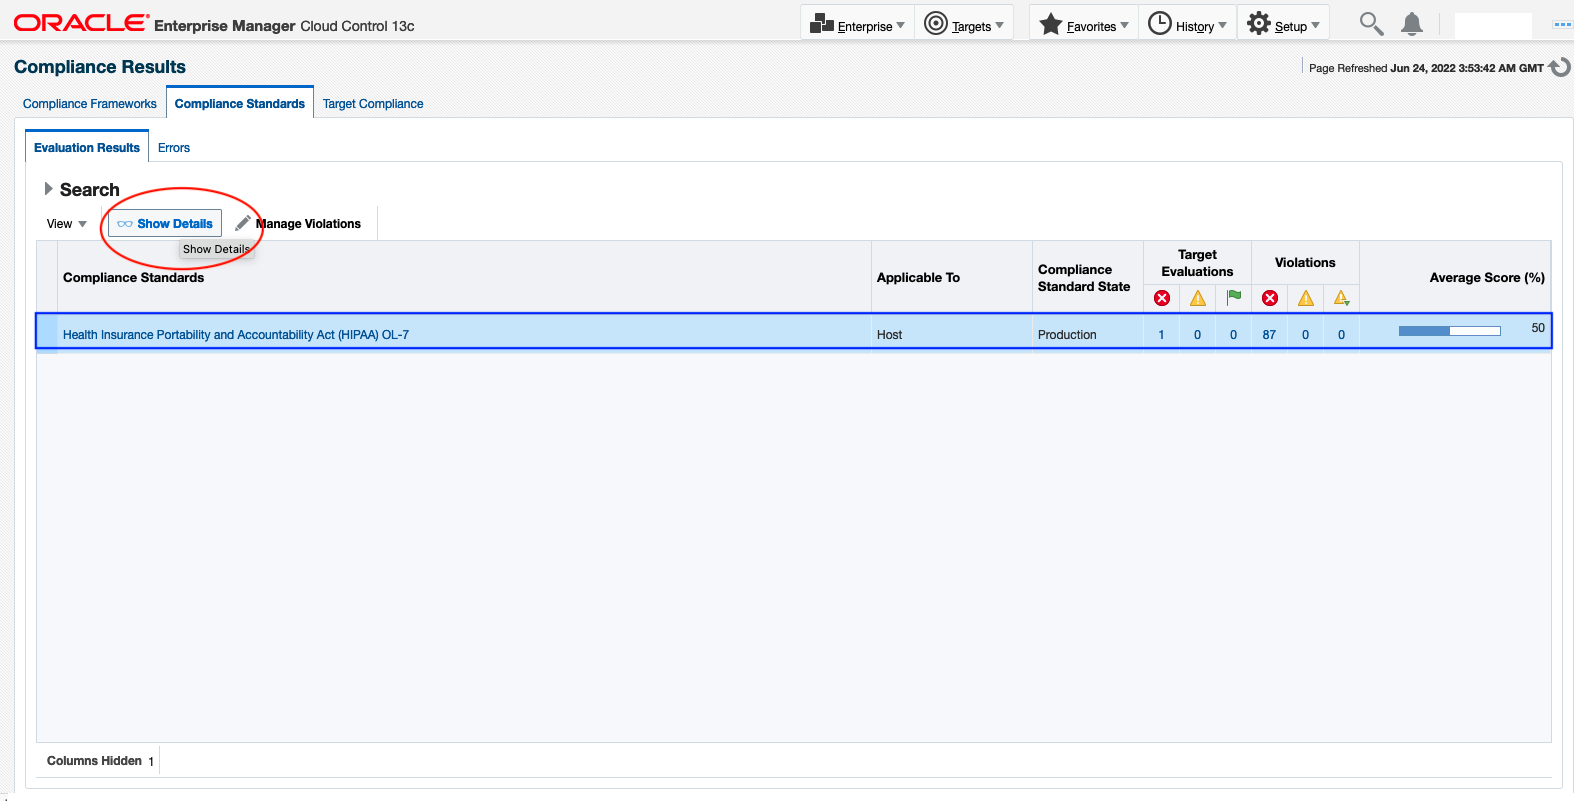 ORACLE® Enterprise Manager Cloud Control 13c
Enterprise Targets Favorites History Setup
Compliance Results
Page Refreshed Jun 24, 2022 3:53:42 AM GMT
Compliance Frameworks Compliance Standards Target Compliance
Evaluation Results Errors
Search
View Show Details Manage Violations
Show Details
Compliance Standards Applicable To Compliance Standard State Target Evaluations Violations Average Score (%)
Health Insurance Portability and Accountability Act (HIPAA) OL-7 Host Production 1 0 0 87 0 0 50
Columns Hidden 1